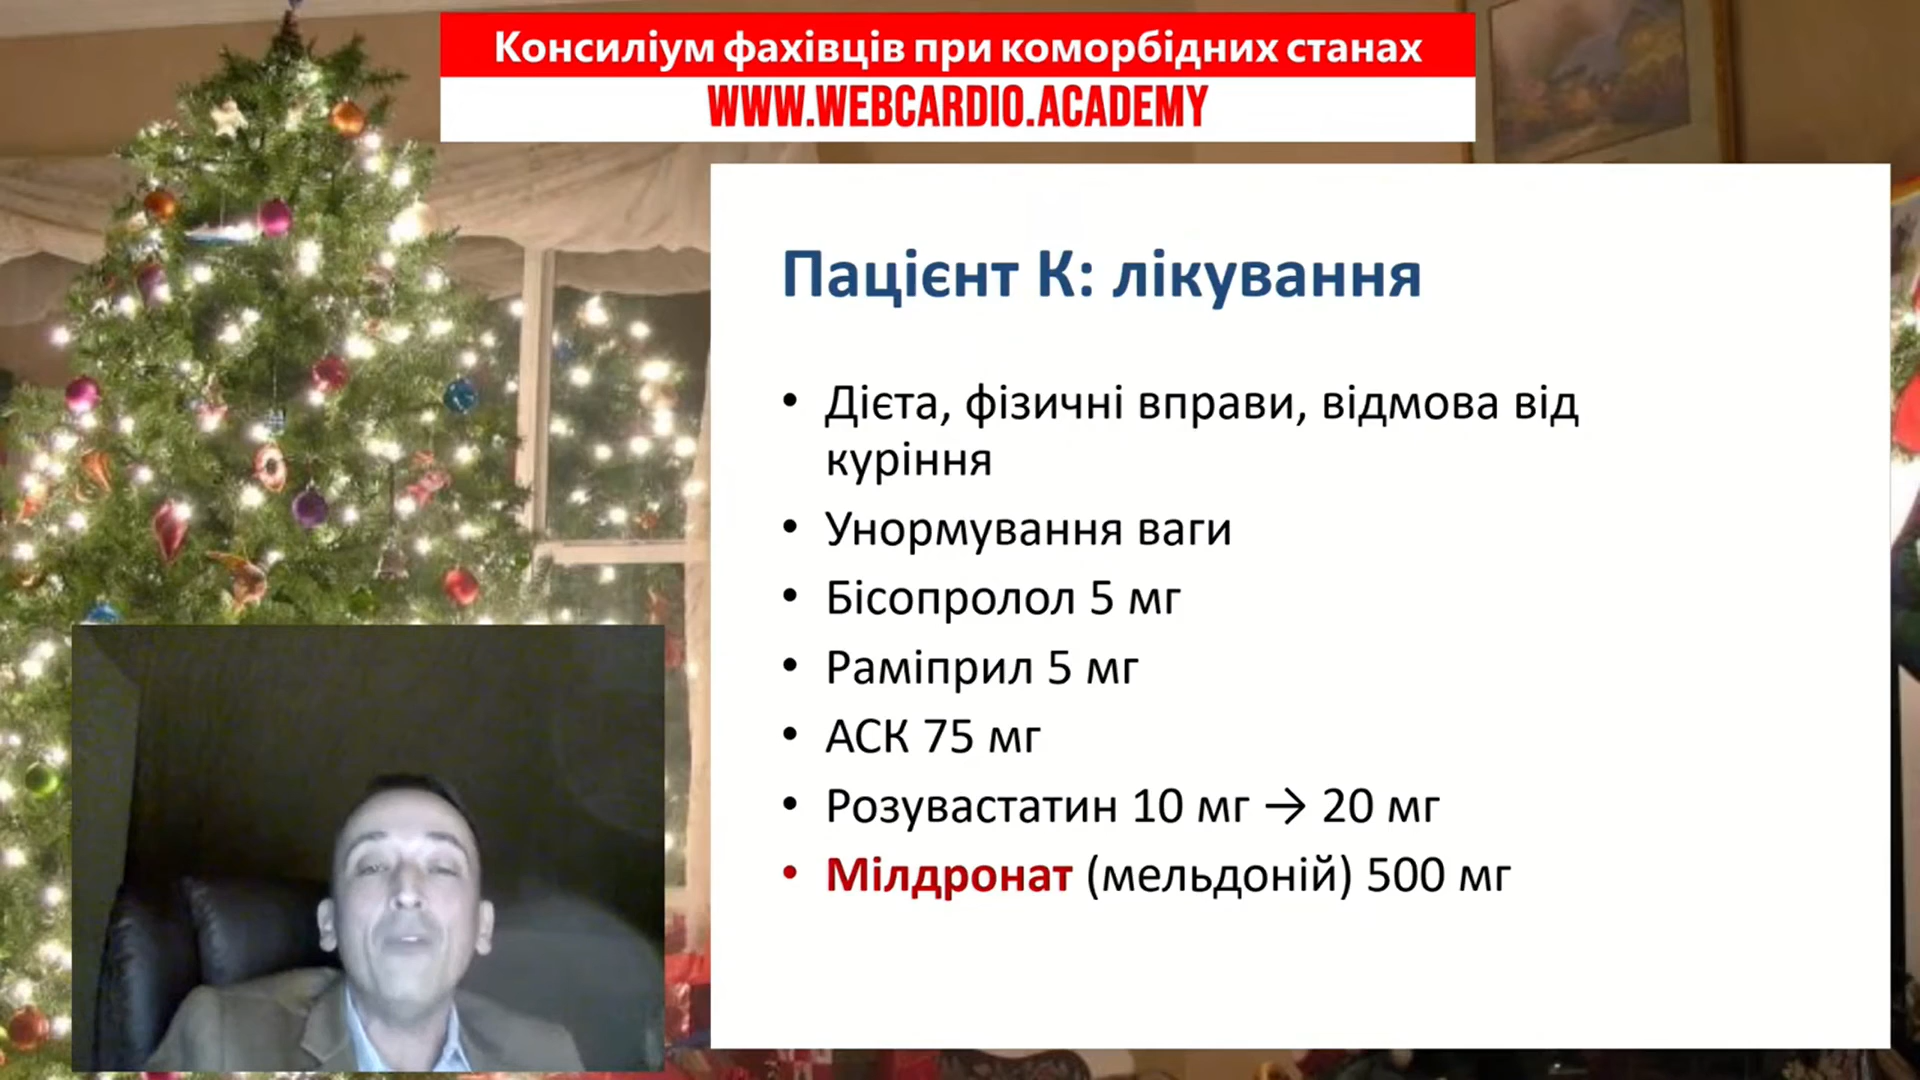 Консиліум фахівців при коморбідних станах
WWW.WEBCARDIO.ACADEMY
Пацієнт К: лікування
• Дієта, фізичні вправи, відмова від
куріння
• Унормування ваги
• Бісопролол 5 мг
• Раміприл 5 мг
• АСК 75 мг
• Розувастатин 10 мг → 20 мг
• Мілдронат (мельдоній) 500 мг